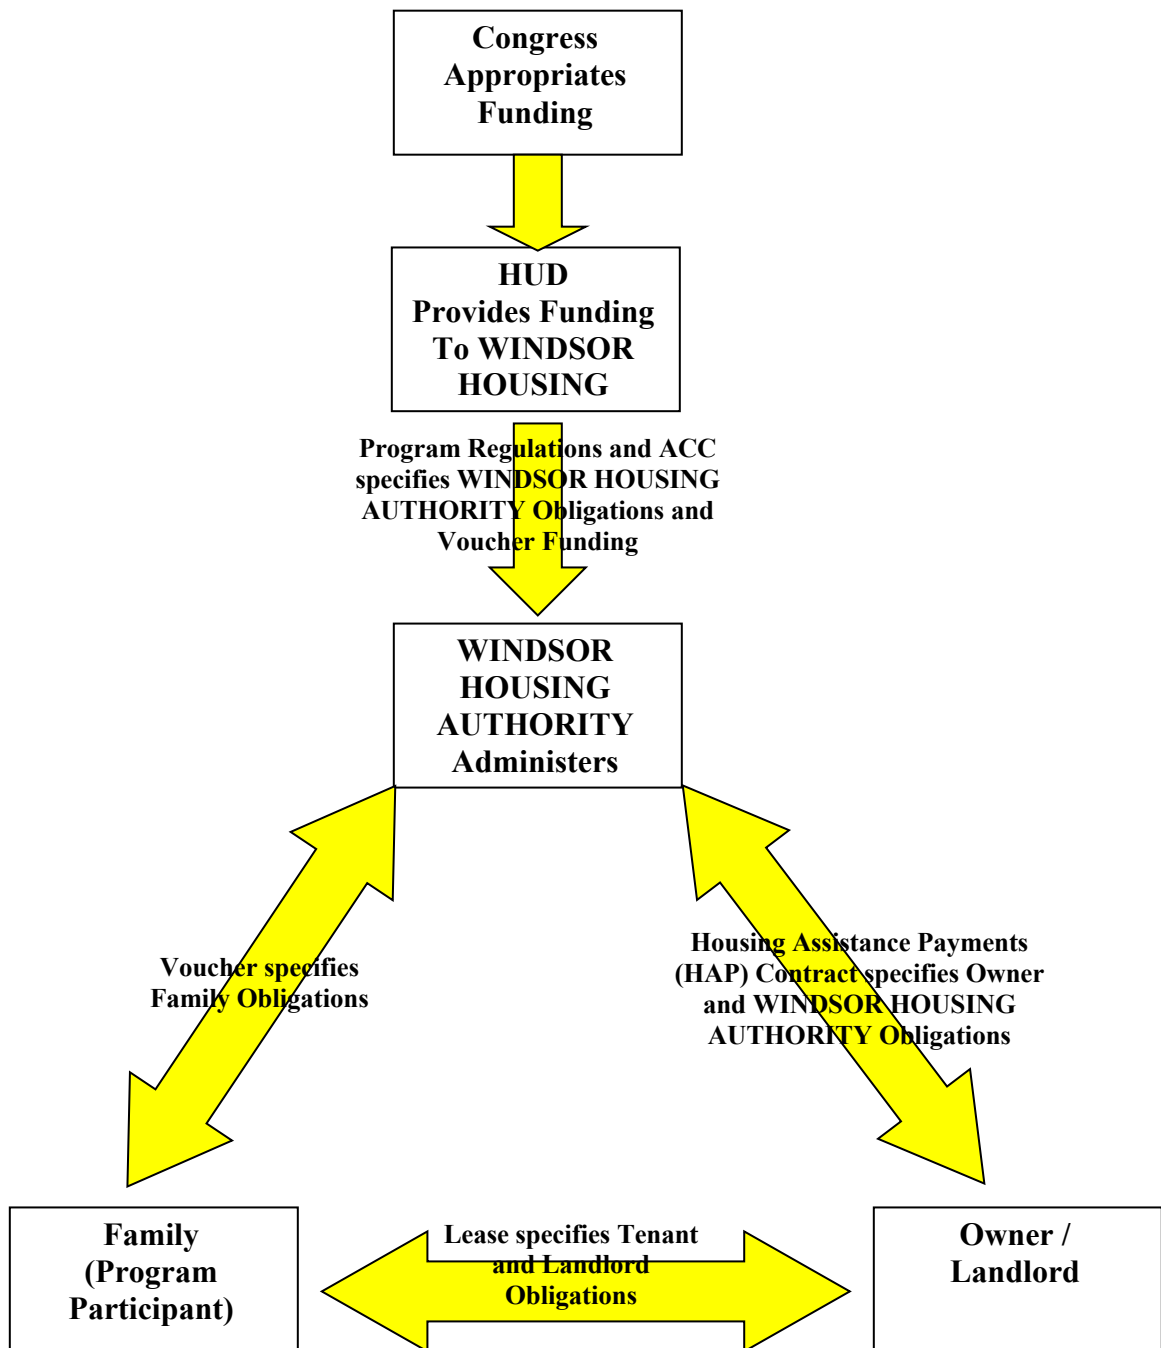 Congress
Appropriates
Funding
HUD
Provides Funding
To WINDSOR
HOUSING
Program Regulations and ACC
specifies WINDSOR HOUSING
AUTHORITY Obligations and
Voucher Funding
WINDSOR
HOUSING
AUTHORITY
Administers
Voucher specifies
Family Obligations
Housing Assistance Payments
(HAP) Contract specifies Owner
and WINDSOR HOUSING
AUTHORITY Obligations
Family
(Program
Participant)
Lease specifies Tenant
and Landlord
Obligations
Owner /
Landlord